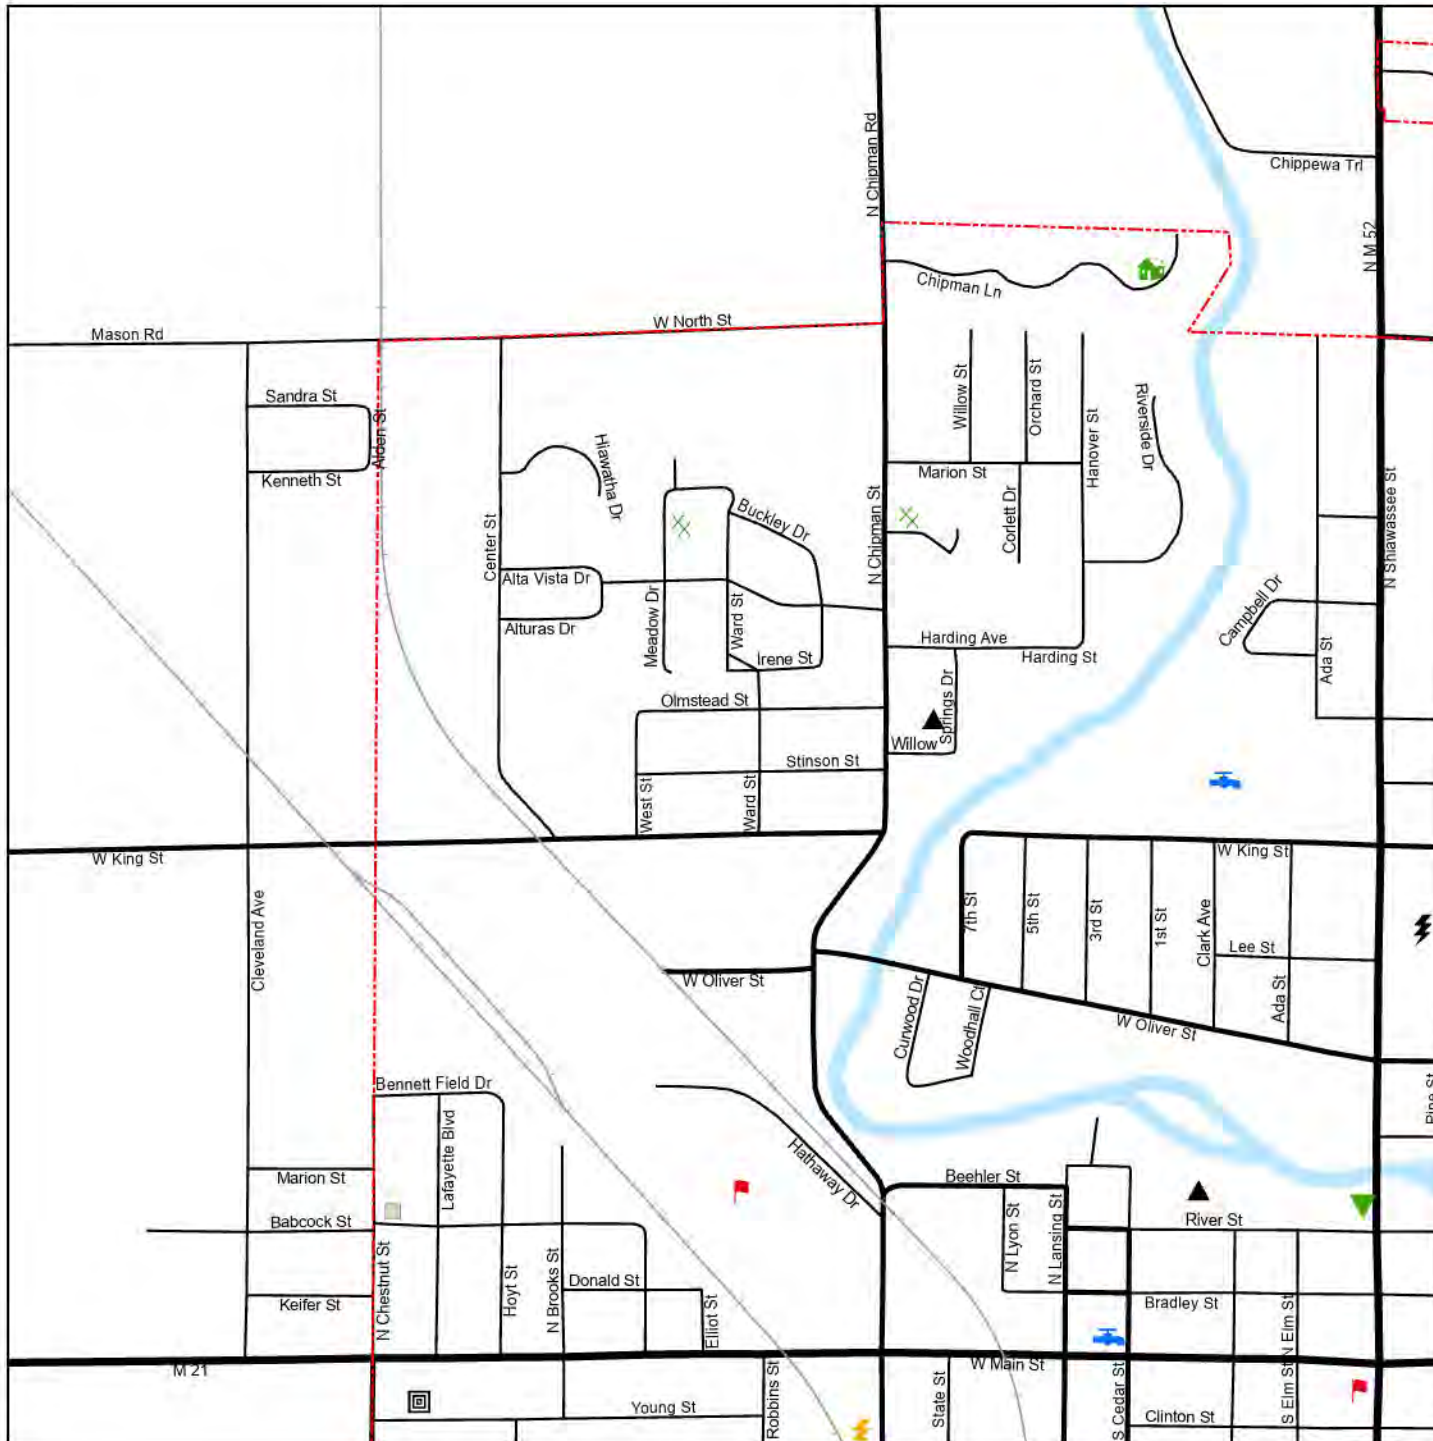 N Chipman Rd
Chippewa Trl
N M 52
Chipman Ln
W North St
Mason Rd
Sandra St
Alden St
Kenneth St
Hiawatha Dr
Willow St
Orchard St
Hanover St
Riverside Dr
Marion St
Corlett Dr
Buckley Dr
N Chipman St
Center St
N Shiawassee St
Alta Vista Dr
Alturas Dr
Meadow Dr
Ward St
Irene St
Harding Ave
Harding St
Campbell Dr
Ada St
Olmstead St
Springs Dr
Willow
Stinson St
West St
Ward St
W King St
W King St
Cleveland Ave
7th St
5th St
3rd St
1st St
Clark Ave
Lee St
Ada St
W Oliver St
Curwood Dr
Woodhall Ct
W Oliver St
Bennett Field Dr
Lafayette Blvd
Pine St
Hathaway Dr
Marion St
Babcock St
Beehler St
N Lyon St
N Lansing St
River St
N Chestnut St
Hoyt St
N Brooks St
Donald St
Keifer St
Elliot St
Bradley St
N Elm St
M 21
W Main St
Robbins St
State St
S Cedar St
S Elm St
Young St
Clinton St